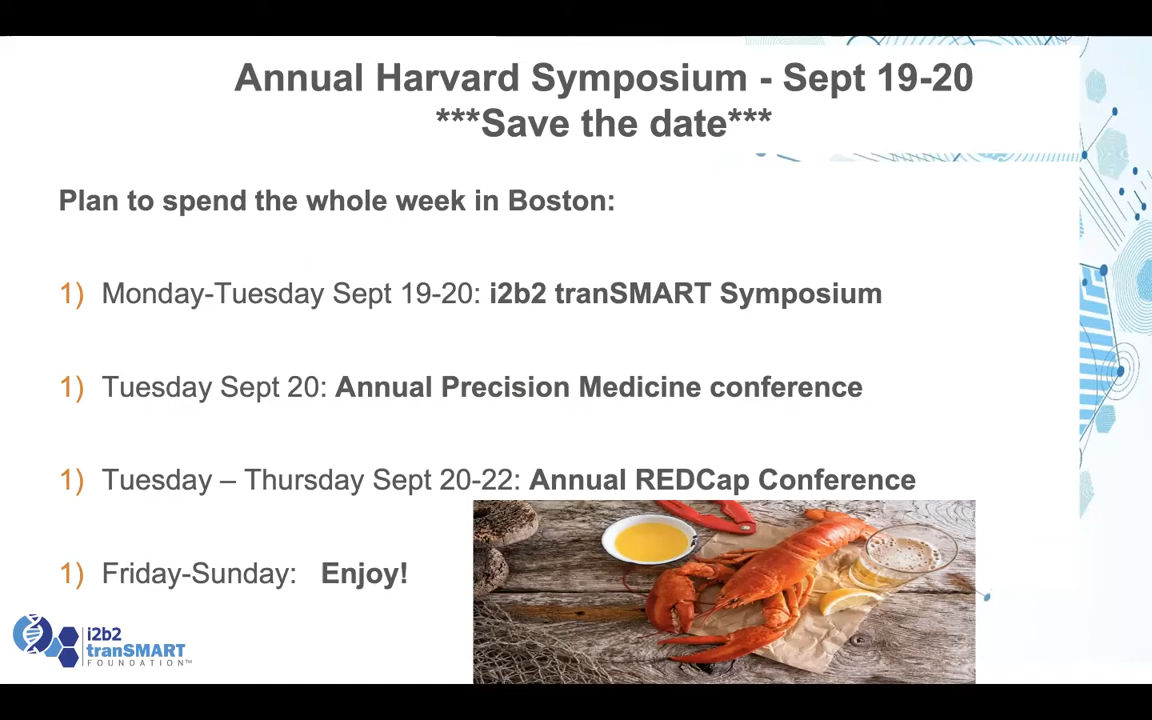 Annual Harvard Symposium - Sept 19-20
***Save the date***
Plan to spend the whole week in Boston:
1) Monday-Tuesday Sept 19-20: i2b2 tranSMART Symposium
1) Tuesday Sept 20: Annual Precision Medicine conference
1) Tuesday – Thursday Sept 20-22: Annual REDCap Conference
1) Friday-Sunday: Enjoy!
i2b2
tranSMART
FOUNDATION™